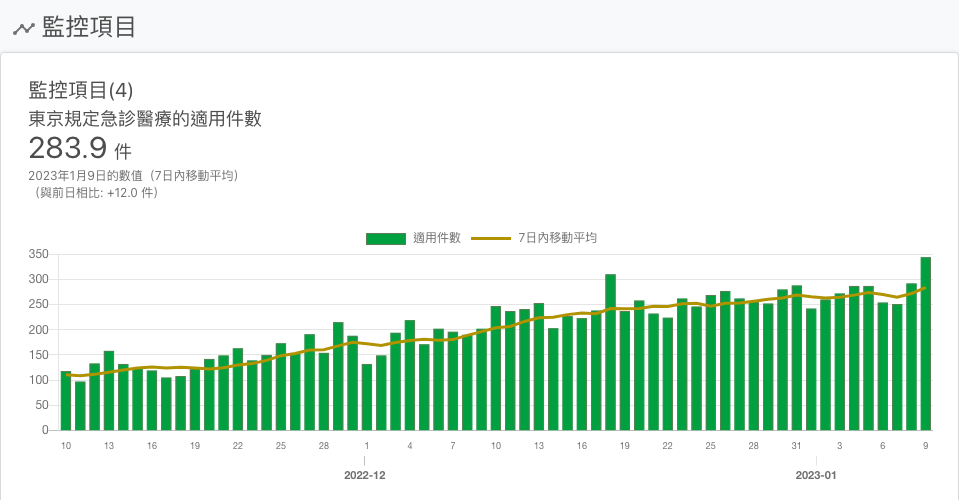 監控項目
監控項目(4)
東京規定急診醫療的適用件數
283.9 件
2023年1月9日的數值（7日內移動平均）
（與前日相比: +12.0 件）
適用件數 7日內移動平均
350
300
250
200
150
100
50
0
10 13 16 19 22 25 28 1 4 7 10 13 16 19 22 25 28 31 3 6 9
2022-12 2023-01